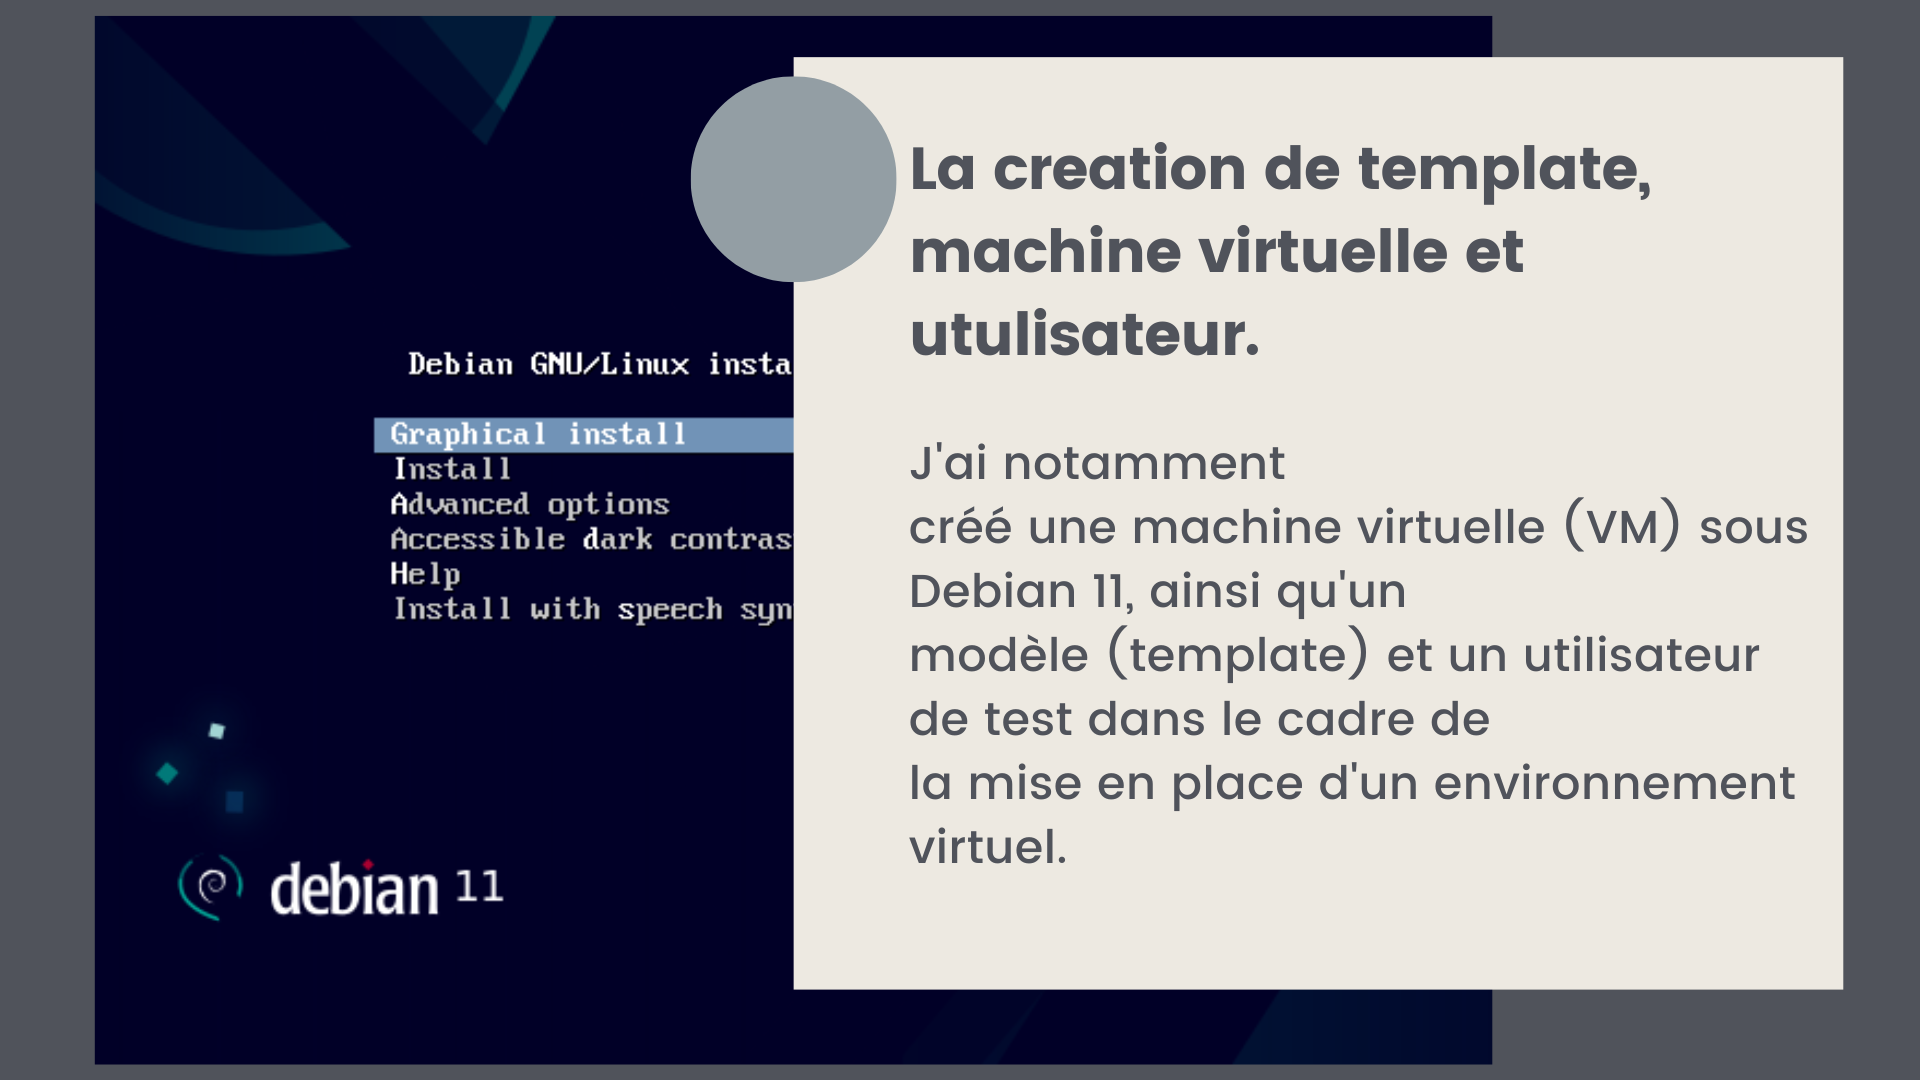 La creation de template,
machine virtuelle et
utulisateur.
J'ai notamment
créé une machine virtuelle (VM) sous
Debian 11, ainsi qu'un
modèle (template) et un utilisateur
de test dans le cadre de
la mise en place d'un environnement
virtuel.
Debian GNU/Linux insta
Graphical install
Install
Advanced options
Accessible dark contras
Help
Install with speech syn
debian 11